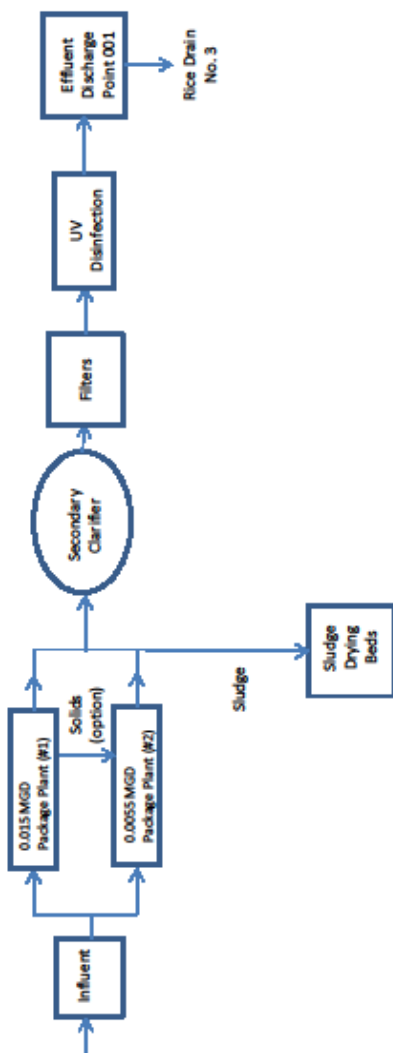 Influent
0.015 MGD
Package Plant (#1)
Solids
(option)
0.0055 MGD
Package Plant (#2)
Sludge
Sludge
Drying
Beds
Secondary
Clarifier
Filters
UV
Disinfection
Effluent
Discharge
Point 001
Rice Drain
No. 3